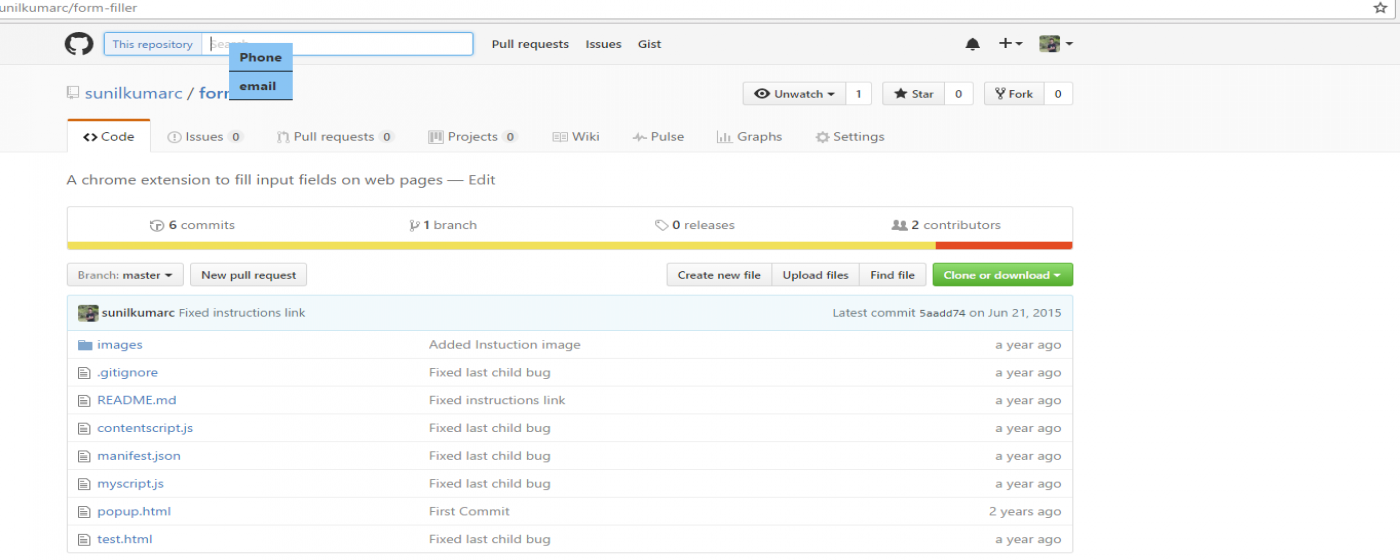 unilkumarc/form-filler
This repository Search Pull requests Issues Gist
Phone
email
sunilkumarc / form Unwatch 1 Star 0 Fork 0
Code Issues 0 Pull requests 0 Projects 0 Wiki Pulse Graphs Settings
A chrome extension to fill input fields on web pages — Edit
6 commits 1 branch 0 releases 2 contributors
Branch: master New pull request Create new file Upload files Find file Clone or download
sunilkumarc Fixed instructions link Latest commit 5aadd74 on Jun 21, 2015
images Added Instuction image a year ago
.gitignore Fixed last child bug a year ago
README.md Fixed instructions link a year ago
contentscript.js Fixed last child bug a year ago
manifest.json Fixed last child bug a year ago
myscript.js Fixed last child bug a year ago
popup.html First Commit 2 years ago
test.html Fixed last child bug a year ago